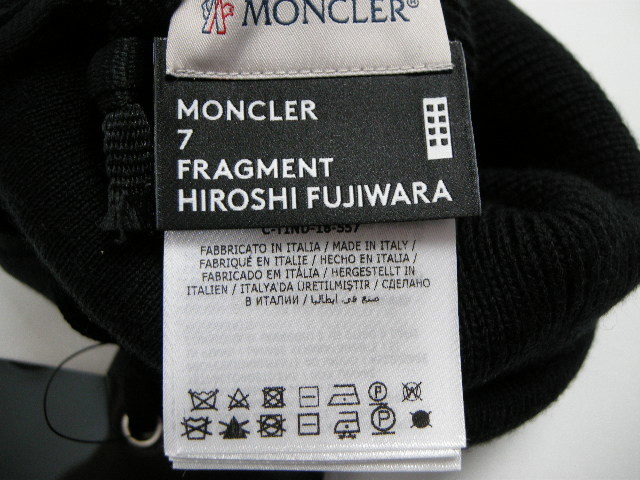 MONCLER®
MONCLER
7
FRAGMENT
HIROSHI FUJIWARA
FABBRICATO IN ITALIA / MADE IN ITALY /
FABRIQUÉ EN ITALIE / HECHO EN ITALIA /
FABRICADO EM ITÁLIA / HERGESTELLT IN
ITALIEN / ITALYA'DA ÜRETILMIŞTIR / СДЕЛАНО
В ИТАЛИИ / صنع في ايطاليا